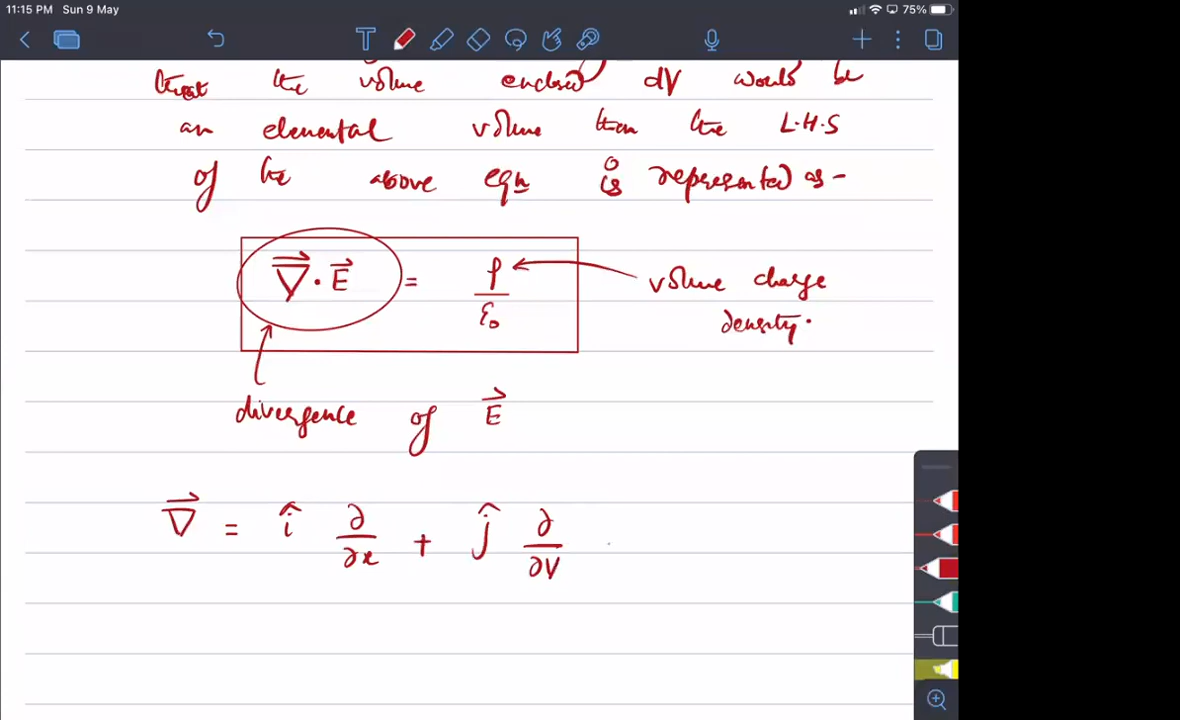 11:15 PM Sun 9 May 75%
that the volume enclosed dV would be
an elemental volume then the L.H.S
of the above eqn is represented as -
∇⃗ · E⃗ = ρ/ε₀ ← volume charge
density.
divergence of E⃗
∇⃗ = î ∂/∂x + ĵ ∂/∂y